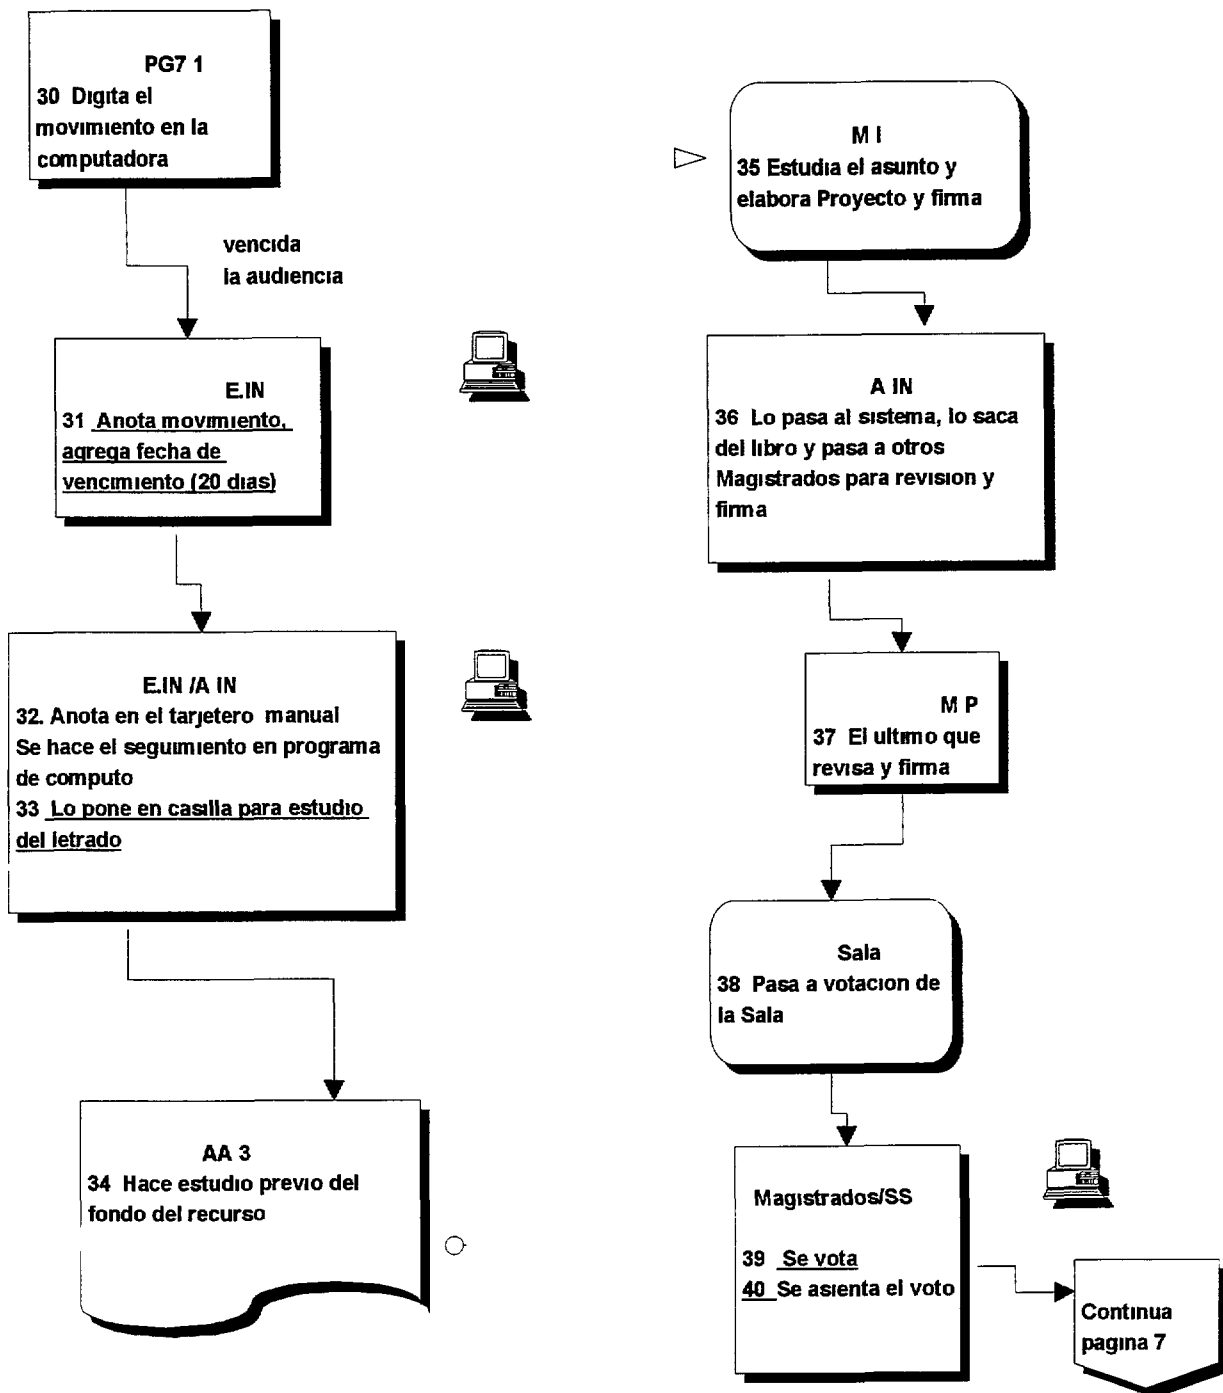 PG7 1
30 Digita el
movimiento en la
computadora
vencida
la audiencia
E.IN
31 Anota movimiento,
agrega fecha de
vencimiento (20 dias)
E.IN /A IN
32. Anota en el tarjetero manual
Se hace el seguimiento en programa
de computo
33 Lo pone en casilla para estudio
del letrado
AA 3
34 Hace estudio previo del
fondo del recurso
M I
35 Estudia el asunto y
elabora Proyecto y firma
A IN
36 Lo pasa al sistema, lo saca
del libro y pasa a otros
Magistrados para revision y
firma
M P
37 El ultimo que
revisa y firma
Sala
38 Pasa a votacion de
la Sala
Magistrados/SS
39 Se vota
40 Se asienta el voto
Continua
pagina 7